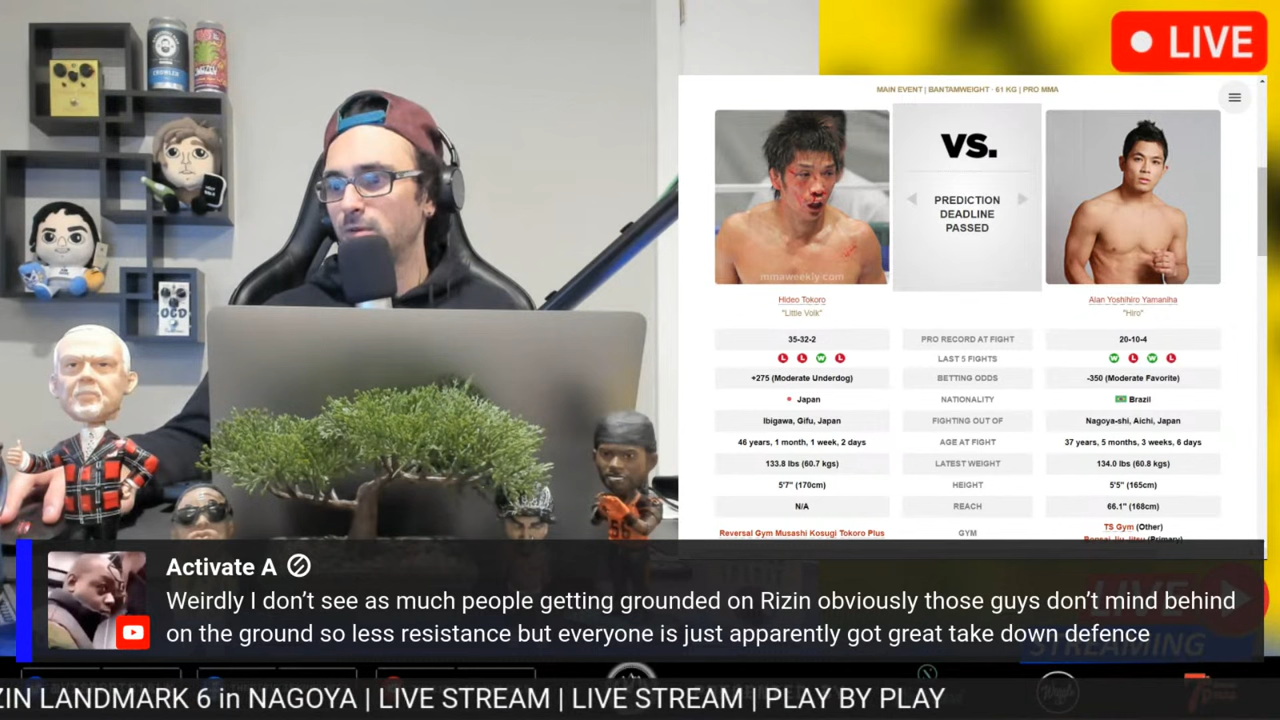 LIVE
MAIN EVENT | BANTAMWEIGHT · 61 KG | PRO MMA
VS.
PREDICTION
DEADLINE
PASSED
mmaweekly.com
Hideo Tokoro
Alan Yoshihiro Yamaniha
"Little Volk"
"Hiro"
35-32-2 PRO RECORD AT FIGHT 20-10-4
L L W L LAST 5 FIGHTS W L W L
+275 (Moderate Underdog) BETTING ODDS -350 (Moderate Favorite)
Japan NATIONALITY Brazil
Ibigawa, Gifu, Japan FIGHTING OUT OF Nagoya-shi, Aichi, Japan
46 years, 1 month, 1 week, 2 days AGE AT FIGHT 37 years, 5 months, 3 weeks, 6 days
133.8 lbs (60.7 kgs) LATEST WEIGHT 134.0 lbs (60.8 kgs)
5'7" (170cm) HEIGHT 5'5" (165cm)
N/A REACH 66.1" (168cm)
Reversal Gym Musashi Kosugi Tokoro Plus GYM TS Gym (Other)
Bonsai Jiu-Jitsu (Primary)
CROWLER
OCD
Activate A
Weirdly I don't see as much people getting grounded on Rizin obviously those guys don't mind behind
on the ground so less resistance but everyone is just apparently got great take down defence
LIVE
STREAMING
ZIN LANDMARK 6 in NAGOYA | LIVE STREAM | LIVE STREAM | PLAY BY PLAY